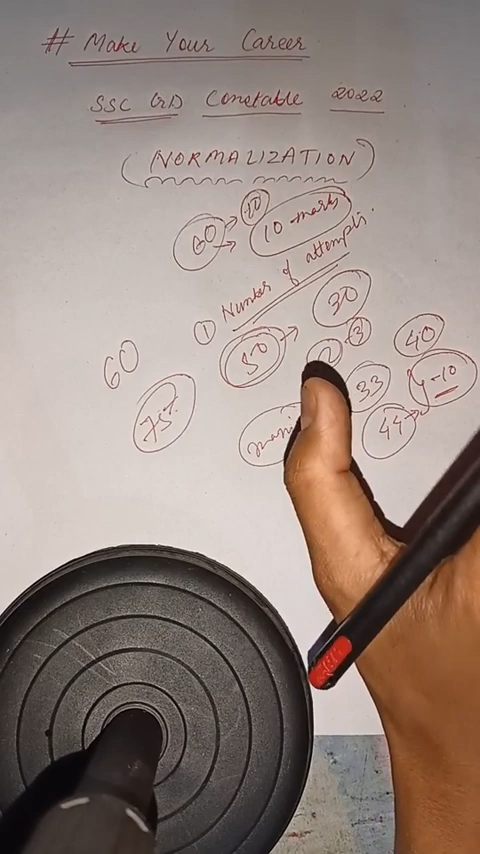 # Make Your Career
SSC GD Constable 2022
(NORMALIZATION)
60 → 10
→ 10 marks
① Number of attempts.
50 → 30
3
40
60
33
4-10
75%
44 →